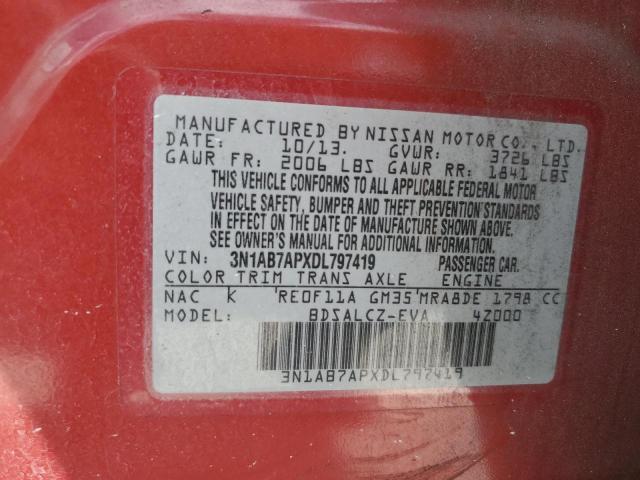 MANUFACTURED BY NISSAN MOTOR CO., LTD.
DATE: 10/13. GVWR: 3726 LBS
GAWR FR: 2006 LBS GAWR RR: 1841 LBS
THIS VEHICLE CONFORMS TO ALL APPLICABLE FEDERAL MOTOR
VEHICLE SAFETY, BUMPER AND THEFT PREVENTION STANDARDS
IN EFFECT ON THE DATE OF MANUFACTURE SHOWN ABOVE.
SEE OWNER'S MANUAL FOR ADDITIONAL INFORMATION.
VIN: 3N1AB7APXDL797419 PASSENGER CAR.
COLOR TRIM TRANS AXLE ENGINE
NAC K 'RE0F11A GM35'MRA8DE 1798 CC
MODEL: BDSALCZ-EVA 4Z000
3N1AB7APXDL797419